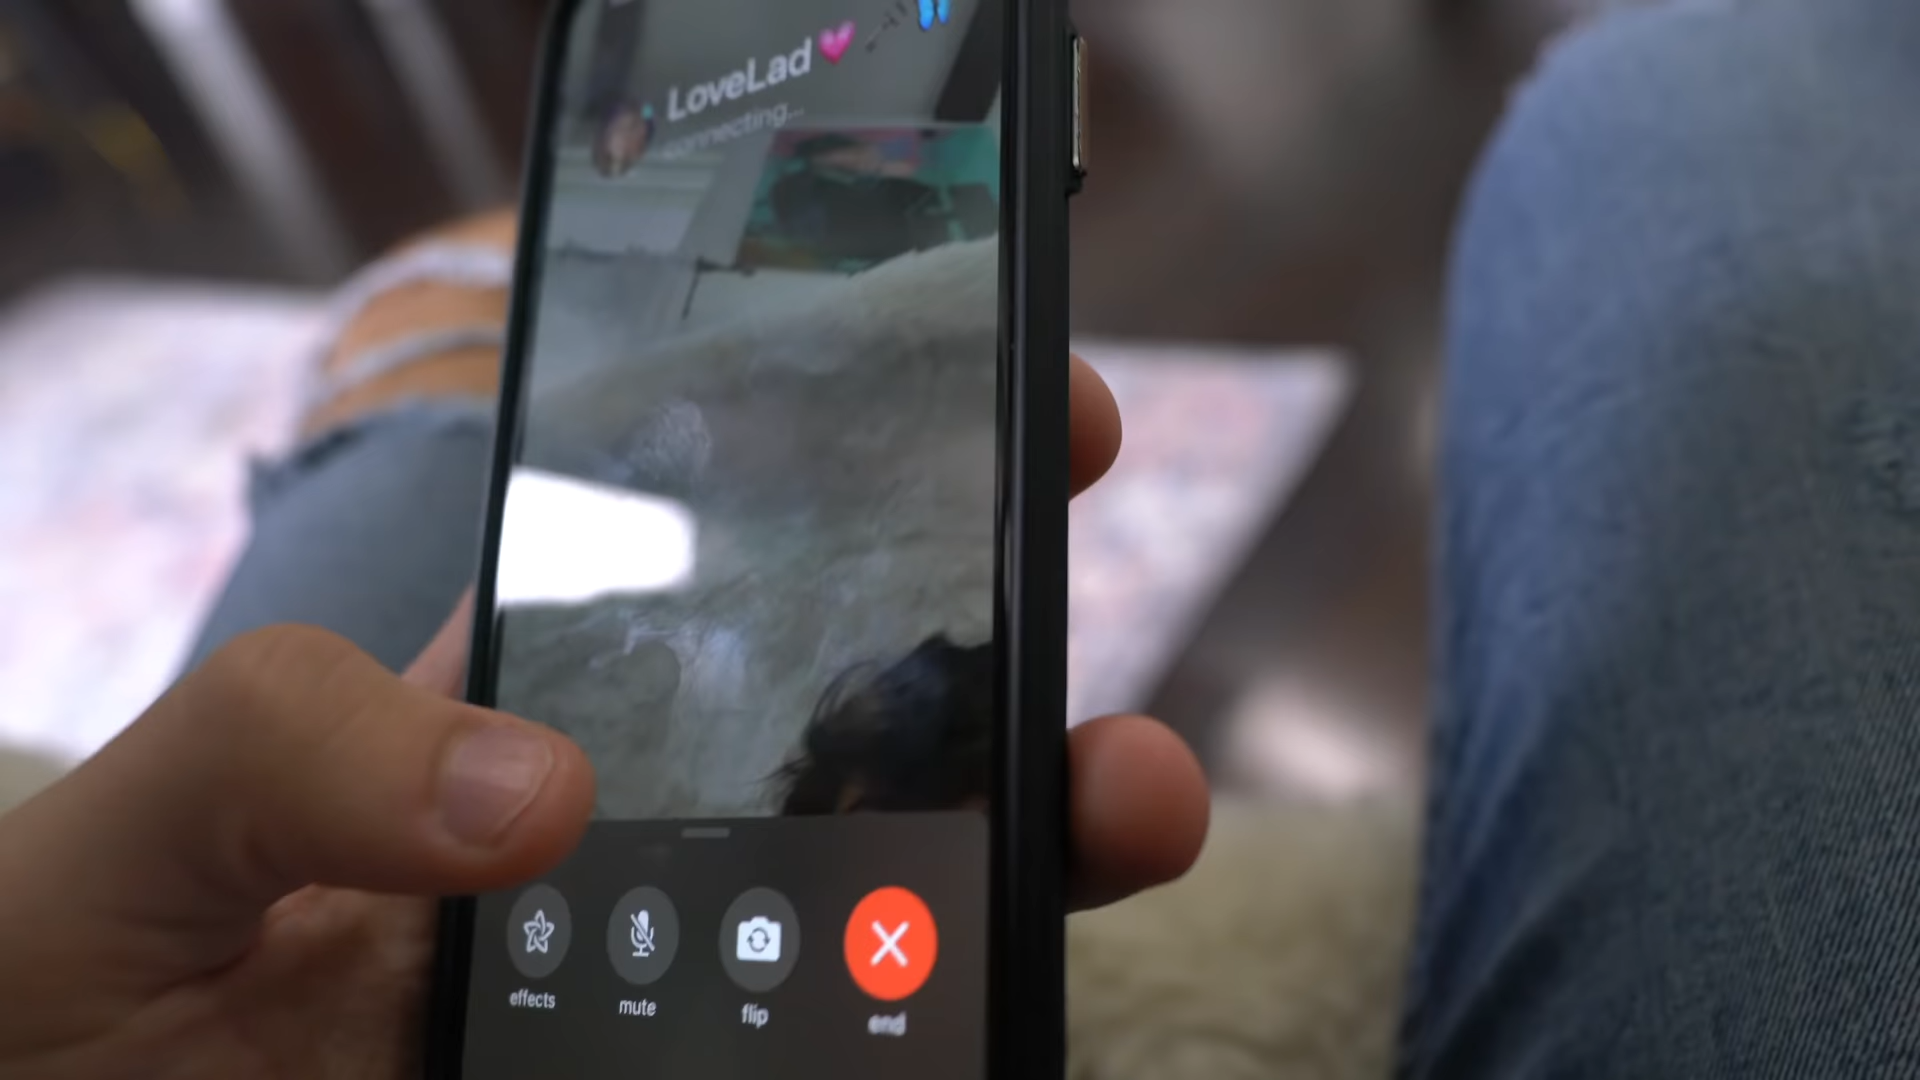 LoveLad💗🗝🦋
connecting...
effects
mute
flip
end